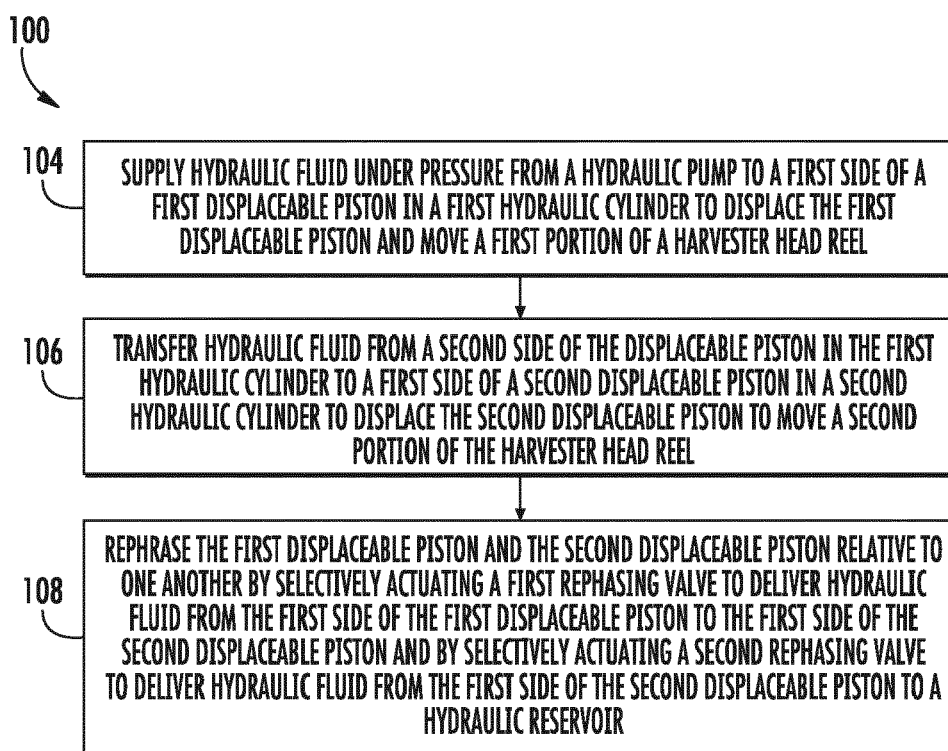 100
104
SUPPLY HYDRAULIC FLUID UNDER PRESSURE FROM A HYDRAULIC PUMP TO A FIRST SIDE OF A
FIRST DISPLACEABLE PISTON IN A FIRST HYDRAULIC CYLINDER TO DISPLACE THE FIRST
DISPLACEABLE PISTON AND MOVE A FIRST PORTION OF A HARVESTER HEAD REEL
106
TRANSFER HYDRAULIC FLUID FROM A SECOND SIDE OF THE DISPLACEABLE PISTON IN THE FIRST
HYDRAULIC CYLINDER TO A FIRST SIDE OF A SECOND DISPLACEABLE PISTON IN A SECOND
HYDRAULIC CYLINDER TO DISPLACE THE SECOND DISPLACEABLE PISTON TO MOVE A SECOND
PORTION OF THE HARVESTER HEAD REEL
108
REPHRASE THE FIRST DISPLACEABLE PISTON AND THE SECOND DISPLACEABLE PISTON RELATIVE TO
ONE ANOTHER BY SELECTIVELY ACTUATING A FIRST REPHASING VALVE TO DELIVER HYDRAULIC
FLUID FROM THE FIRST SIDE OF THE FIRST DISPLACEABLE PISTON TO THE FIRST SIDE OF THE
SECOND DISPLACEABLE PISTON AND BY SELECTIVELY ACTUATING A SECOND REPHASING VALVE
TO DELIVER HYDRAULIC FLUID FROM THE FIRST SIDE OF THE SECOND DISPLACEABLE PISTON TO A
HYDRAULIC RESERVOIR